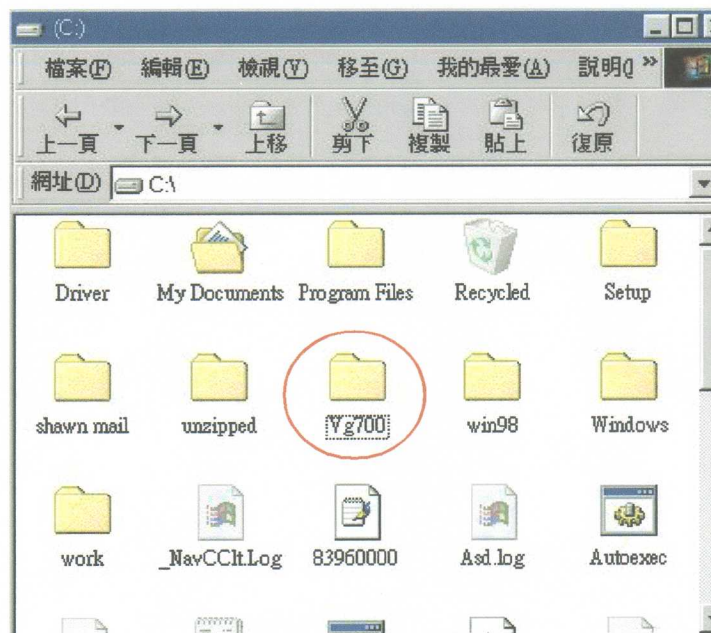 (C:)
檔案(F) 編輯(E) 檢視(V) 移至(G) 我的最愛(A) 說明( »
上一頁 下一頁 上移 剪下 複製 貼上 復原
網址(D) C:\
Driver My Documents Program Files Recycled Setup
shawn mail unzipped Vg700 win98 Windows
work _NavCClt.Log 83960000 Asd.log Autoexec